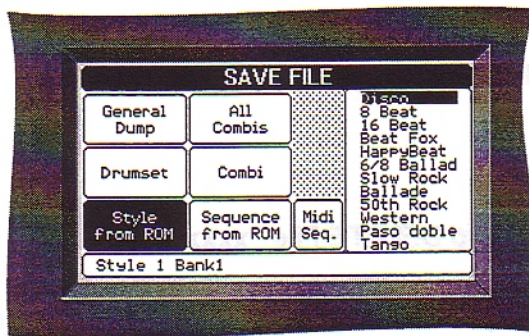 SAVE FILE
General
Dump
All
Combis
Drumset
Combi
Style
from ROM
Sequence
from ROM
Midi
Seq.
Disco
8 Beat
16 Beat
Beat Fox
HappyBeat
6/8 Ballad
Slow Rock
Ballade
50th Rock
Western
Paso doble
Tango
Style 1 Bank1